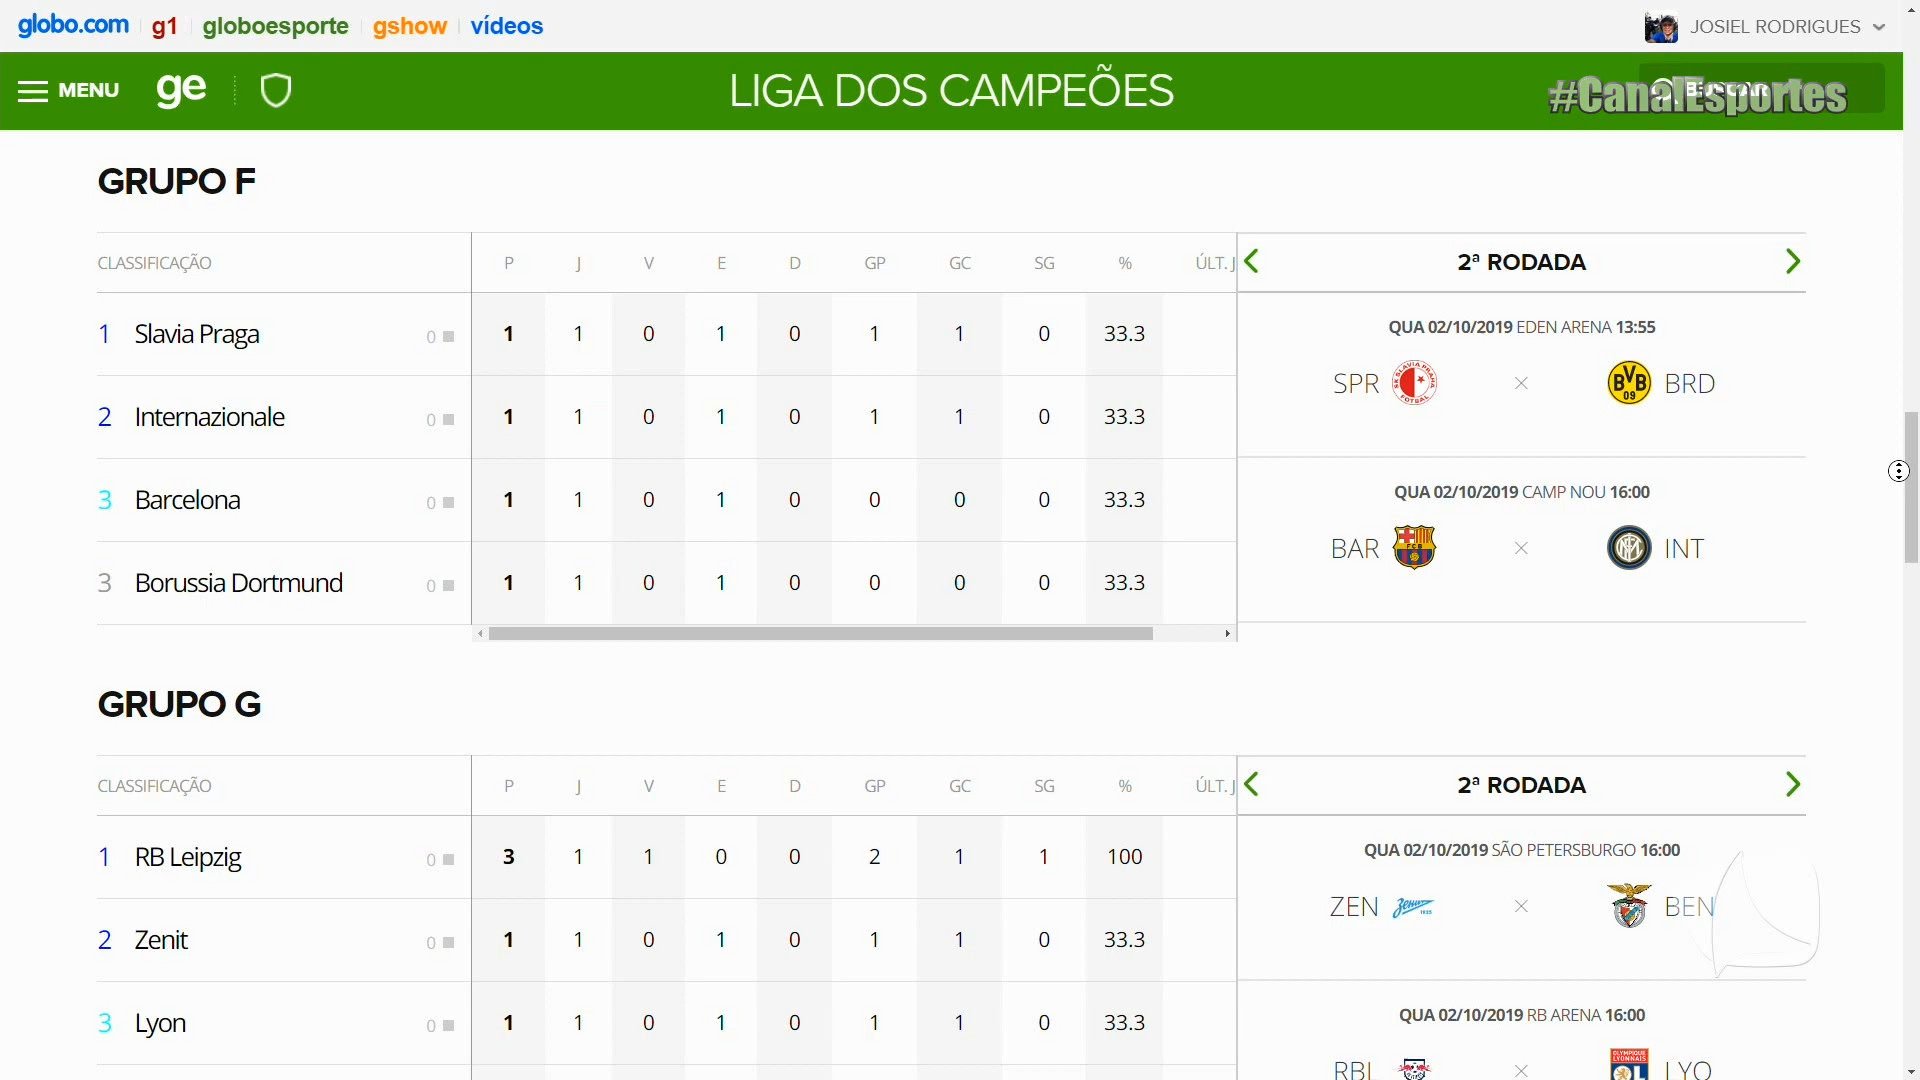 globo.com g1 globoesporte gshow vídeos JOSIEL RODRIGUES
MENU ge LIGA DOS CAMPEÕES BUSCAR #CanalEsportes
GRUPO F
CLASSIFICAÇÃO P J V E D GP GC SG % ÚLT. J
1 Slavia Praga 0 1 1 0 1 0 1 1 0 33.3
2 Internazionale 0 1 1 0 1 0 1 1 0 33.3
3 Barcelona 0 1 1 0 1 0 0 0 0 33.3
3 Borussia Dortmund 0 1 1 0 1 0 0 0 0 33.3
2ª RODADA
QUA 02/10/2019 EDEN ARENA 13:55
SPR × BRD
QUA 02/10/2019 CAMP NOU 16:00
BAR × INT
GRUPO G
CLASSIFICAÇÃO P J V E D GP GC SG % ÚLT. J
1 RB Leipzig 0 3 1 1 0 0 2 1 1 100
2 Zenit 0 1 1 0 1 0 1 1 0 33.3
3 Lyon 0 1 1 0 1 0 1 1 0 33.3
2ª RODADA
QUA 02/10/2019 SÃO PETERSBURGO 16:00
ZEN × BEN
QUA 02/10/2019 RB ARENA 16:00
RBL × LYO